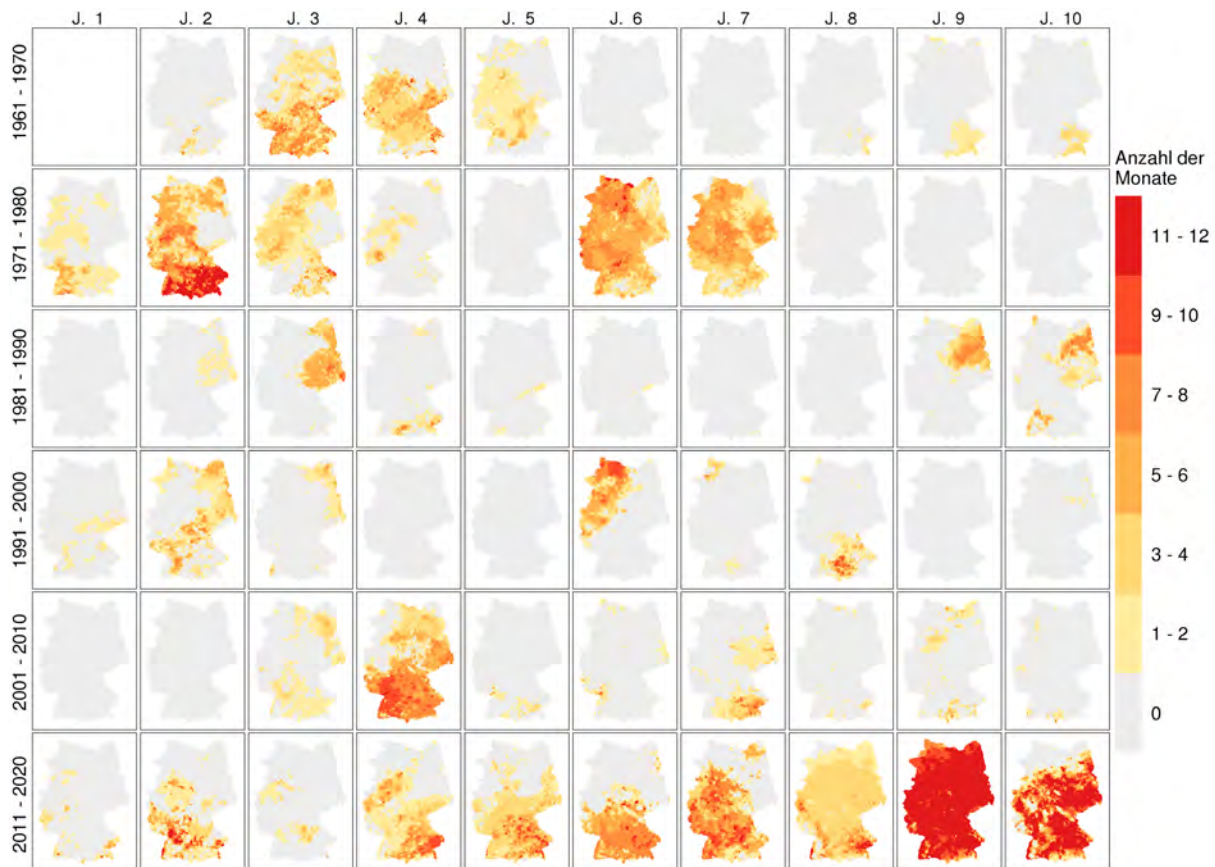 J. 1 J. 2 J. 3 J. 4 J. 5 J. 6 J. 7 J. 8 J. 9 J. 10
1961 - 1970
1971 - 1980
1981 - 1990
1991 - 2000
2001 - 2010
2011 - 2020
Anzahl der
Monate
11 - 12
9 - 10
7 - 8
5 - 6
3 - 4
1 - 2
0